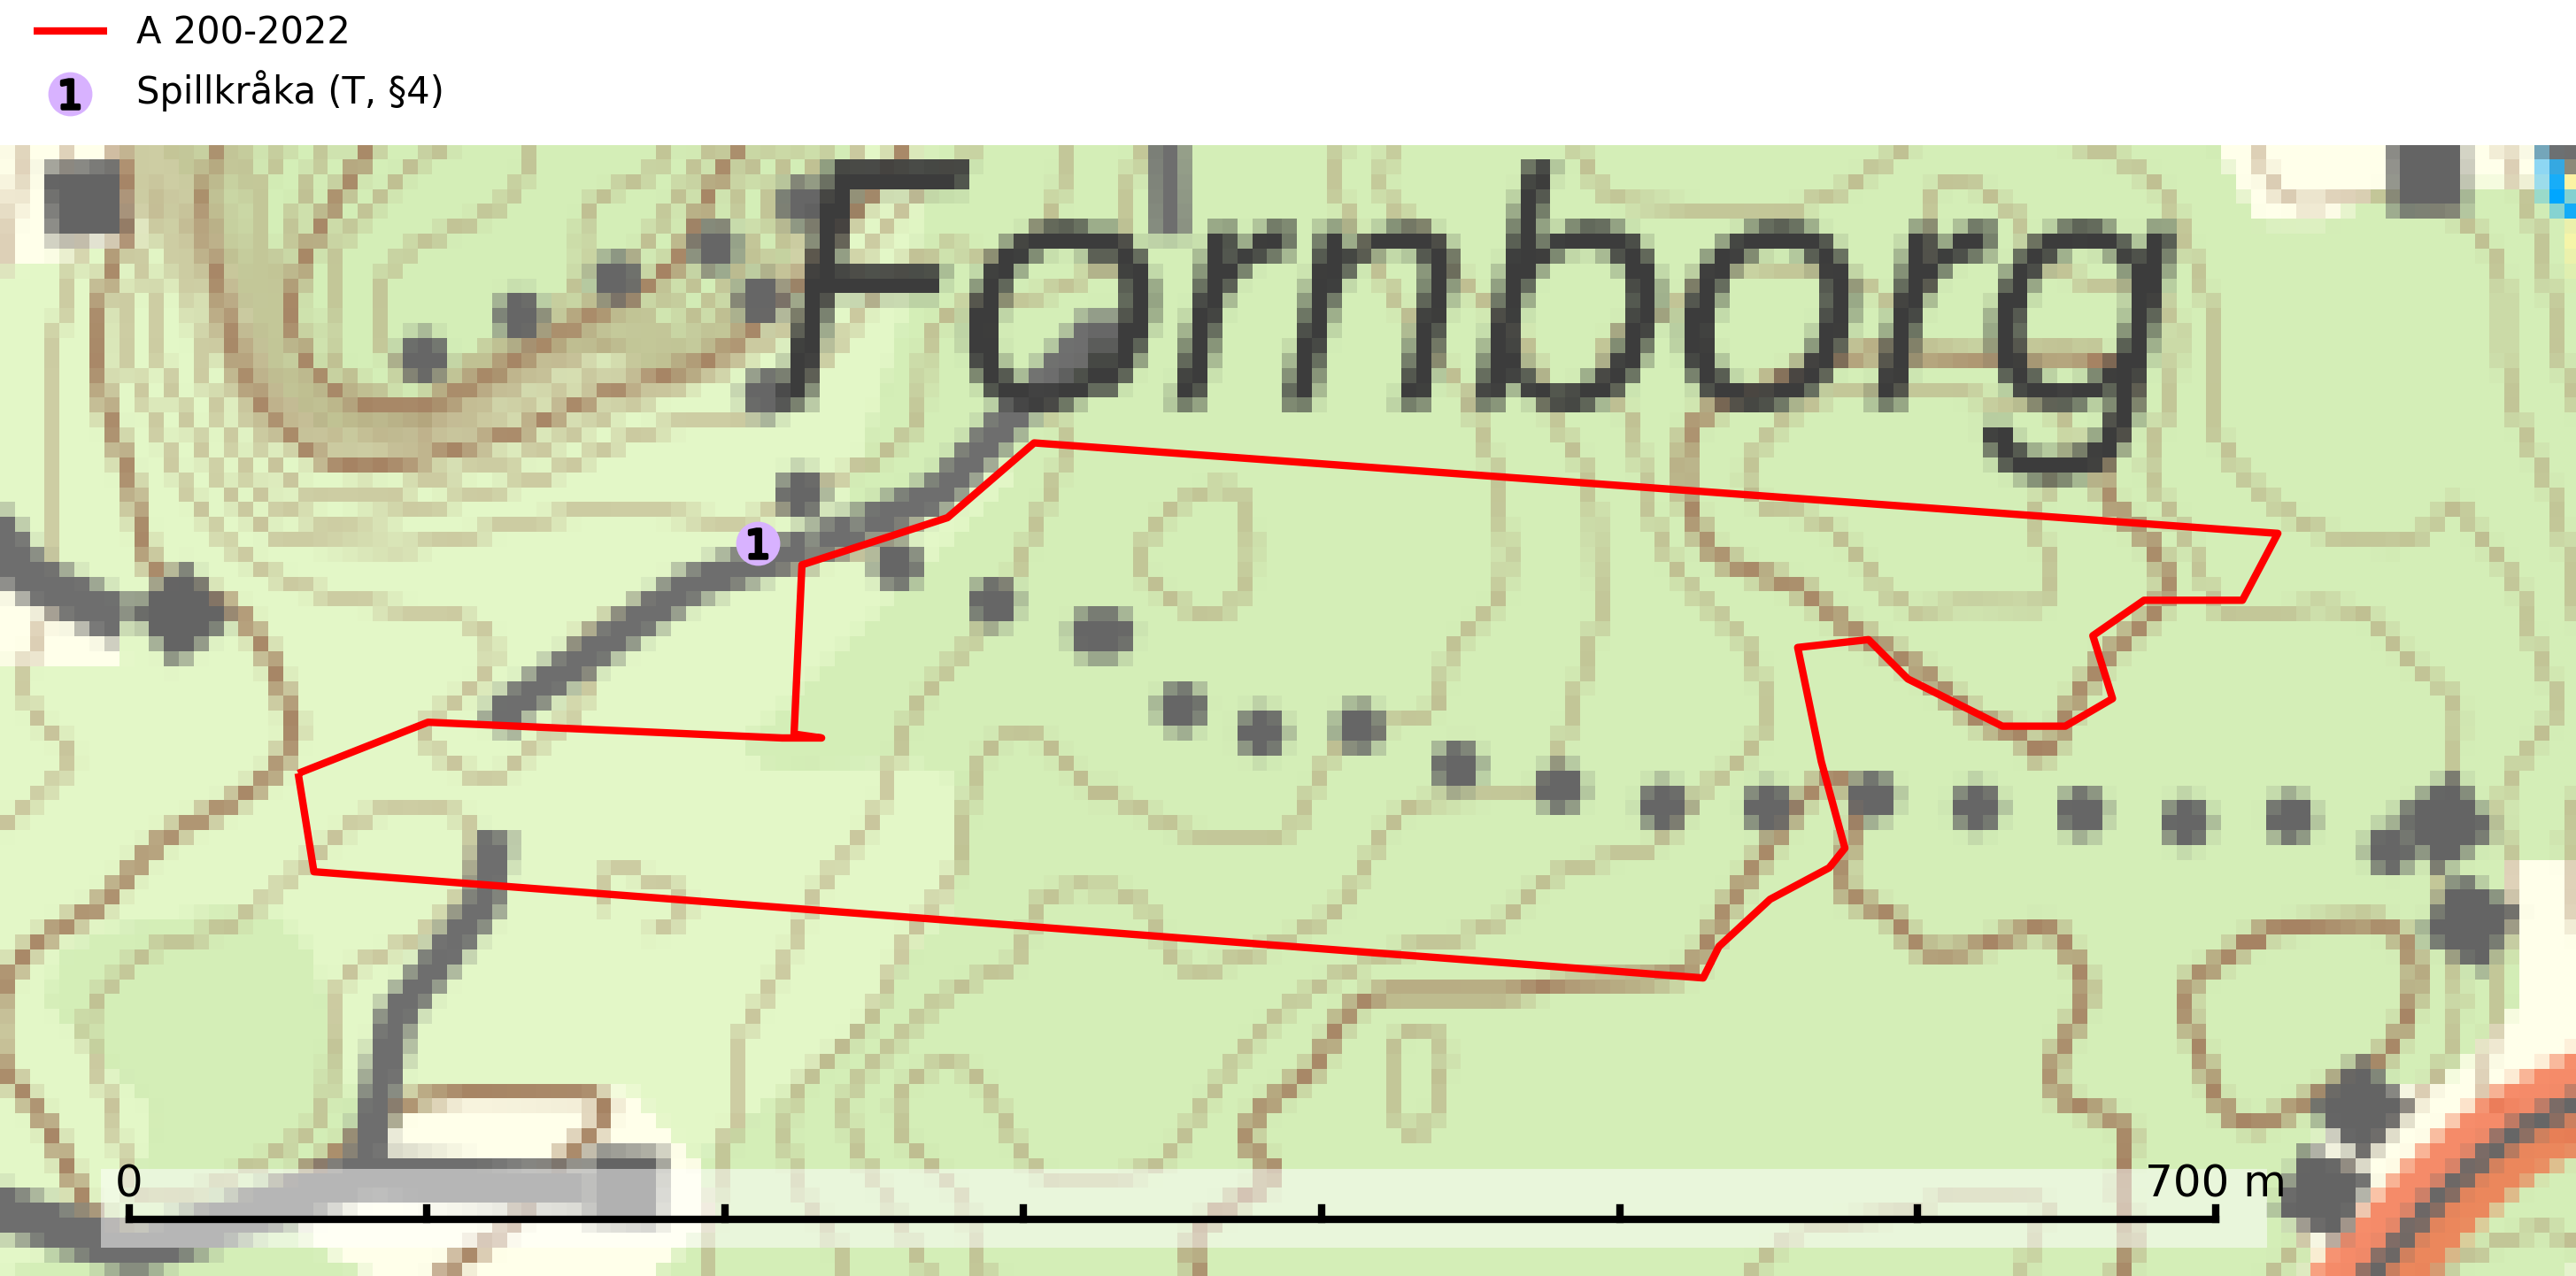 A 200-2022
1 Spillkråka (T, §4)
Fornborg
1
0 700 m